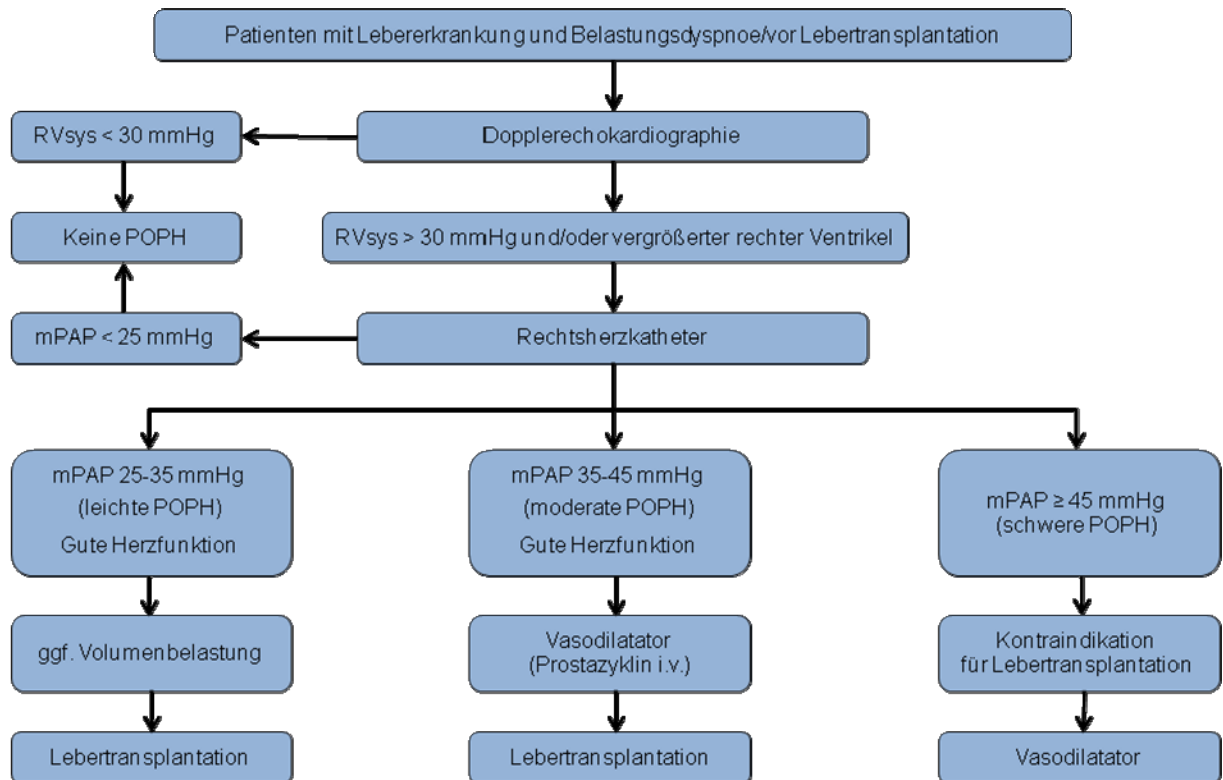 Patienten mit Lebererkrankung und Belastungsdyspnoe/vor Lebertransplantation
RVsys < 30 mmHg
Dopplerechokardiographie
Keine POPH
RVsys > 30 mmHg und/oder vergrößerter rechter Ventrikel
mPAP < 25 mmHg
Rechtsherzkatheter
mPAP 25-35 mmHg
(leichte POPH)
Gute Herzfunktion
mPAP 35-45 mmHg
(moderate POPH)
Gute Herzfunktion
mPAP ≥ 45 mmHg
(schwere POPH)
ggf. Volumenbelastung
Vasodilatator
(Prostazyklin i.v.)
Kontraindikation
für Lebertransplantation
Lebertransplantation
Lebertransplantation
Vasodilatator